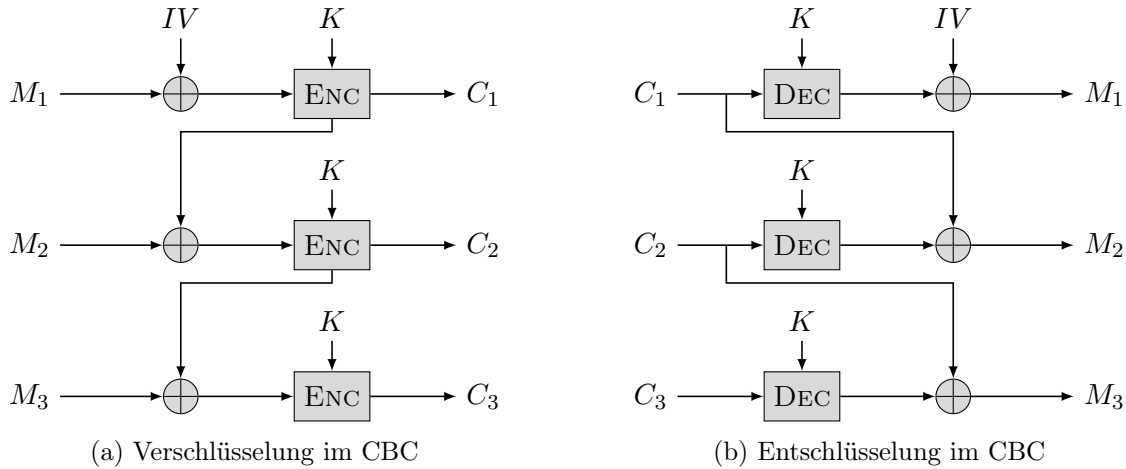 IV K
M₁ ENC C₁
K
M₂ ENC C₂
K
M₃ ENC C₃
(a) Verschlüsselung im CBC
K IV
C₁ DEC M₁
K
C₂ DEC M₂
K
C₃ DEC M₃
(b) Entschlüsselung im CBC